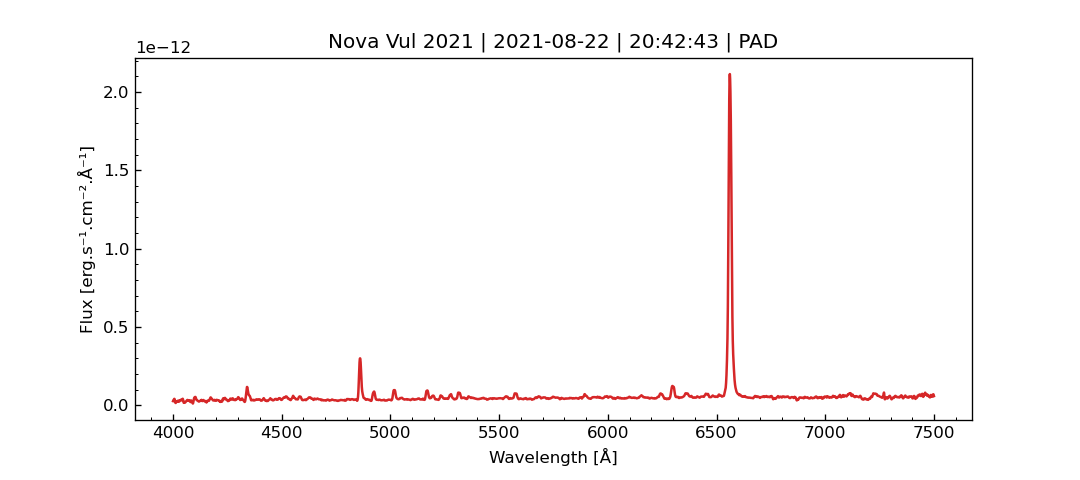 Nova Vul 2021 | 2021-08-22 | 20:42:43 | PAD
1e−12
2.0
1.5
1.0
0.5
0.0
Flux [erg.s⁻¹.cm⁻².Å⁻¹]
4000 4500 5000 5500 6000 6500 7000 7500
Wavelength [Å]